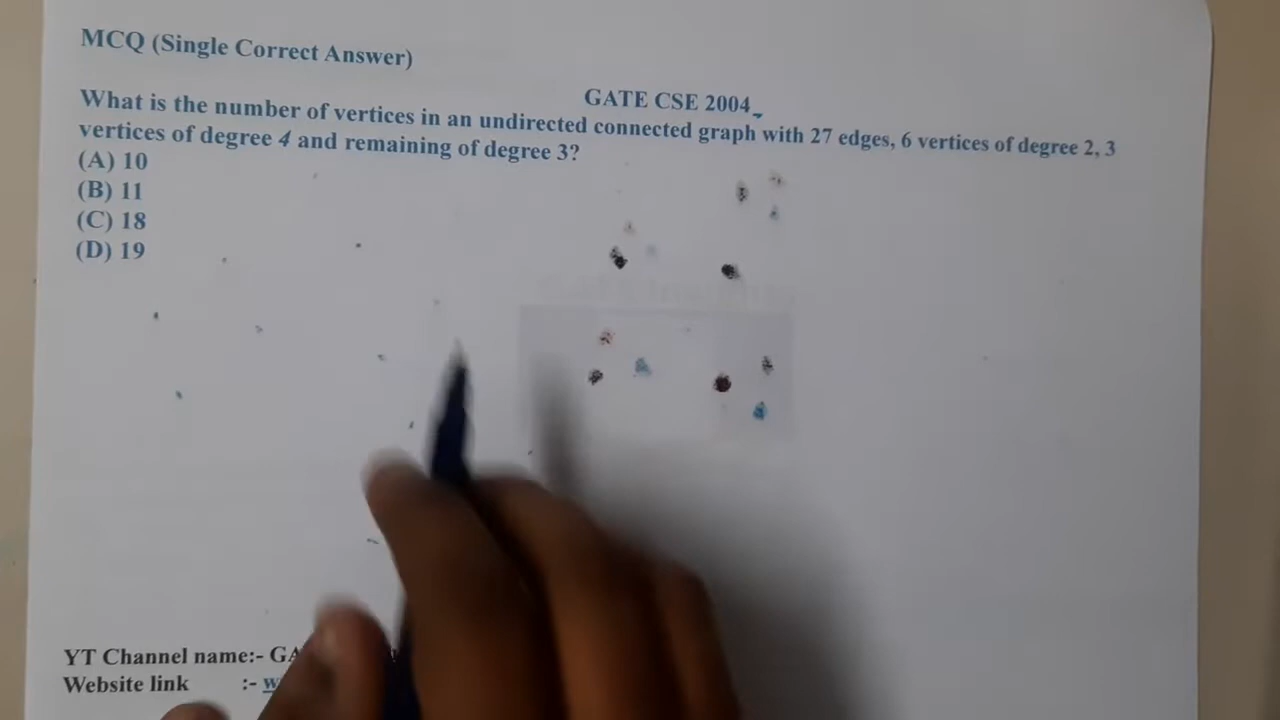 MCQ (Single Correct Answer)
GATE CSE 2004
What is the number of vertices in an undirected connected graph with 27 edges, 6 vertices of degree 2, 3
vertices of degree 4 and remaining of degree 3?
(A) 10
(B) 11
(C) 18
(D) 19
YT Channel name:-
Website link :-